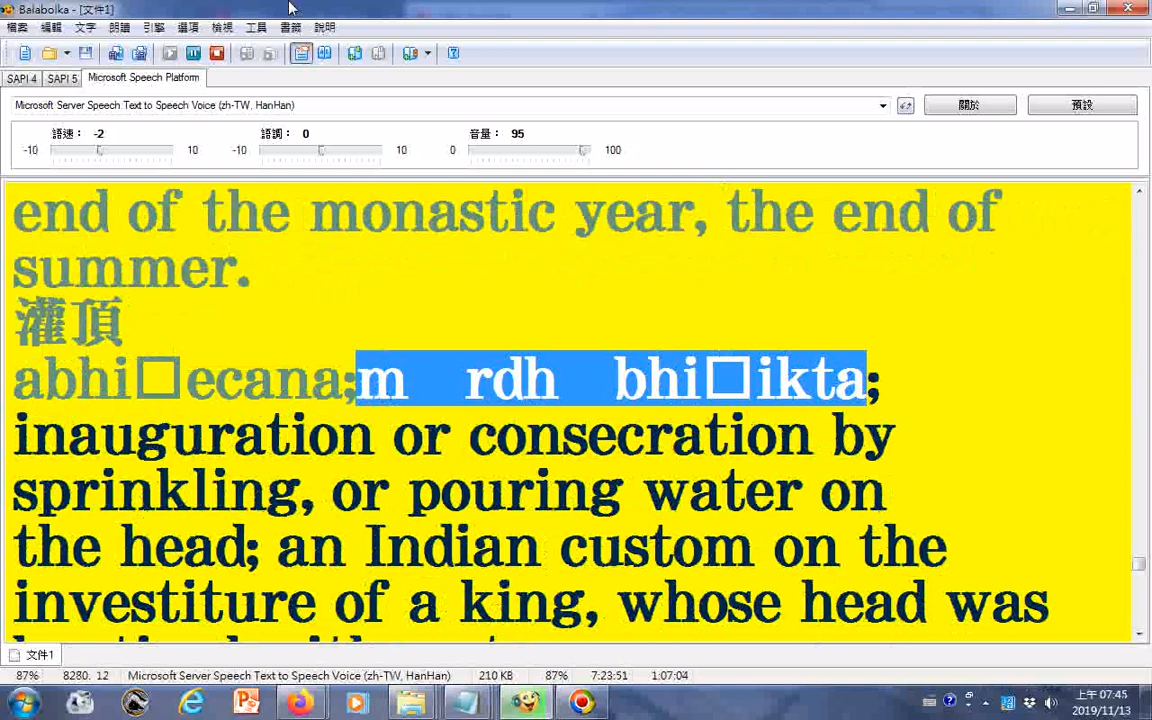 Balabolka - [文件1]
檔案 編輯 文字 朗讀 引擎 選項 檢視 工具 書籤 說明
SAPI 4 SAPI 5 Microsoft Speech Platform
Microsoft Server Speech Text to Speech Voice (zh-TW, HanHan) 關於 預設
語速： -2 語調： 0 音量： 95
-10 10 -10 10 0 100
end of the monastic year, the end of
summer.
灌頂
abhi□ecana;m rdh bhi□ikta;
inauguration or consecration by
sprinkling, or pouring water on
the head; an Indian custom on the
investiture of a king, whose head was
文件1
87% 8280. 12 Microsoft Server Speech Text to Speech Voice (zh-TW, HanHan) 210 KB 87% 7:23:51 1:07:04
上午 07:45
2019/11/13